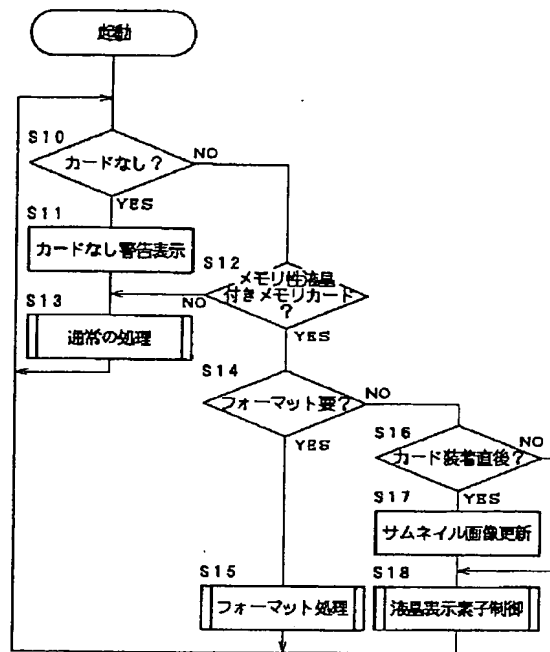 起動
S10
カードなし？
NO
YES
S11
カードなし警告表示
S12
メモリ性液晶
付きメモリカード
？
NO
YES
S13
通常の処理
S14
フォーマット要？
NO
YES
S16
カード装着直後？
NO
YES
S17
サムネイル画像更新
S15
フォーマット処理
S18
液晶表示素子制御